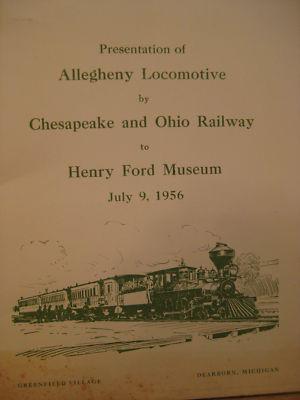 Presentation of
Allegheny Locomotive
by
Chesapeake and Ohio Railway
to
Henry Ford Museum
July 9, 1956
GREENFIELD VILLAGE
DEARBORN, MICHIGAN